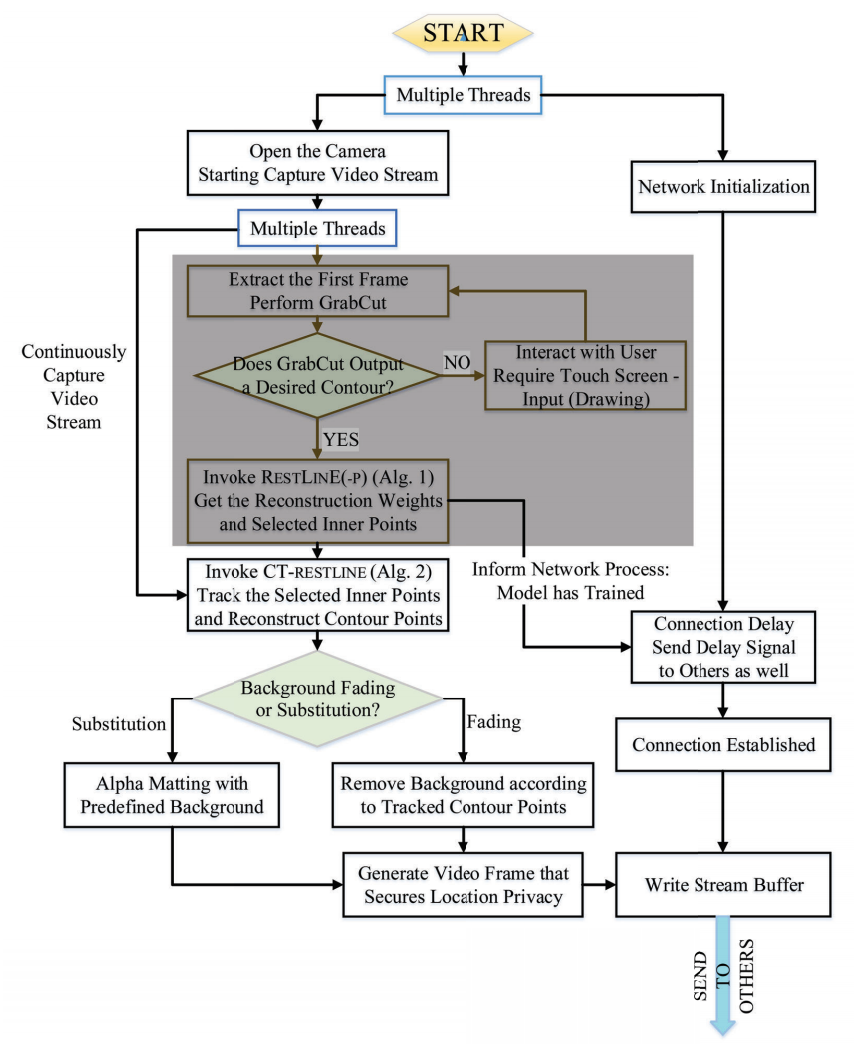 START
Multiple Threads
Open the Camera
Starting Capture Video Stream
Network Initialization
Multiple Threads
Extract the First Frame
Perform GrabCut
Continuously
Capture
Video
Stream
Does GrabCut Output
a Desired Contour?
NO
Interact with User
Require Touch Screen -
Input (Drawing)
YES
Invoke RESTLINE(-P) (Alg. 1)
Get the Reconstruction Weights
and Selected Inner Points
Invoke CT-RESTLINE (Alg. 2)
Track the Selected Inner Points
and Reconstruct Contour Points
Inform Network Process:
Model has Trained
Connection Delay
Send Delay Signal
to Others as well
Background Fading
or Substitution?
Substitution
Fading
Connection Established
Alpha Matting with
Predefined Background
Remove Background according
to Tracked Contour Points
Generate Video Frame that
Secures Location Privacy
Write Stream Buffer
SEND
TO
OTHERS